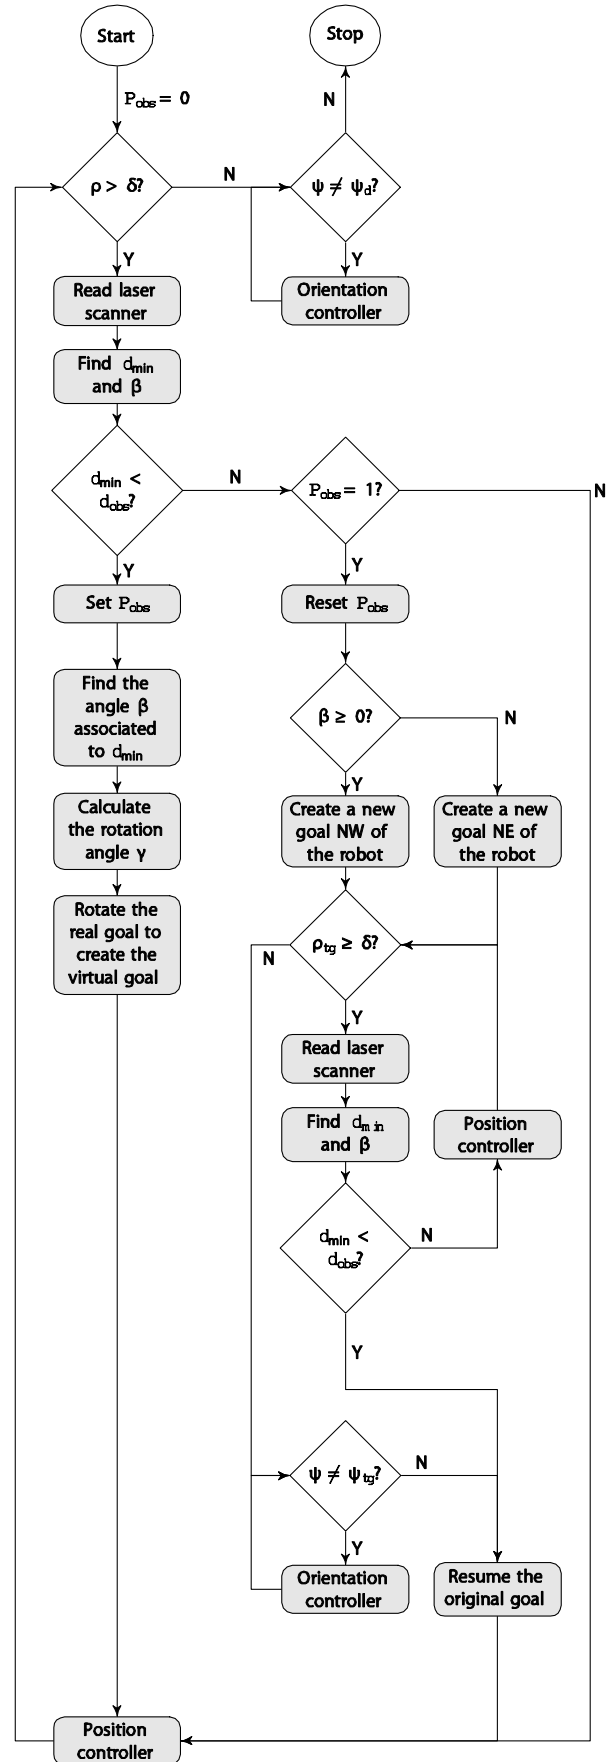 Start
Stop
P_obs = 0
N
ρ > δ?
N
ψ ≠ ψ_d?
Y
Y
Read laser
scanner
Orientation
controller
Find d_min
and β
d_min <
d_obs?
N
P_obs = 1?
N
Y
Y
Set P_obs
Reset P_obs
Find the
angle β
associated
to d_min
β ≥ 0?
N
Y
Calculate
the rotation
angle γ
Create a new
goal NW of
the robot
Create a new
goal NE of
the robot
Rotate the
real goal to
create the
virtual goal
ρ_tg ≥ δ?
N
Y
Read laser
scanner
Find d_min
and β
Position
controller
d_min <
d_obs?
N
Y
ψ ≠ ψ_tg?
N
Y
Orientation
controller
Resume the
original goal
Position
controller